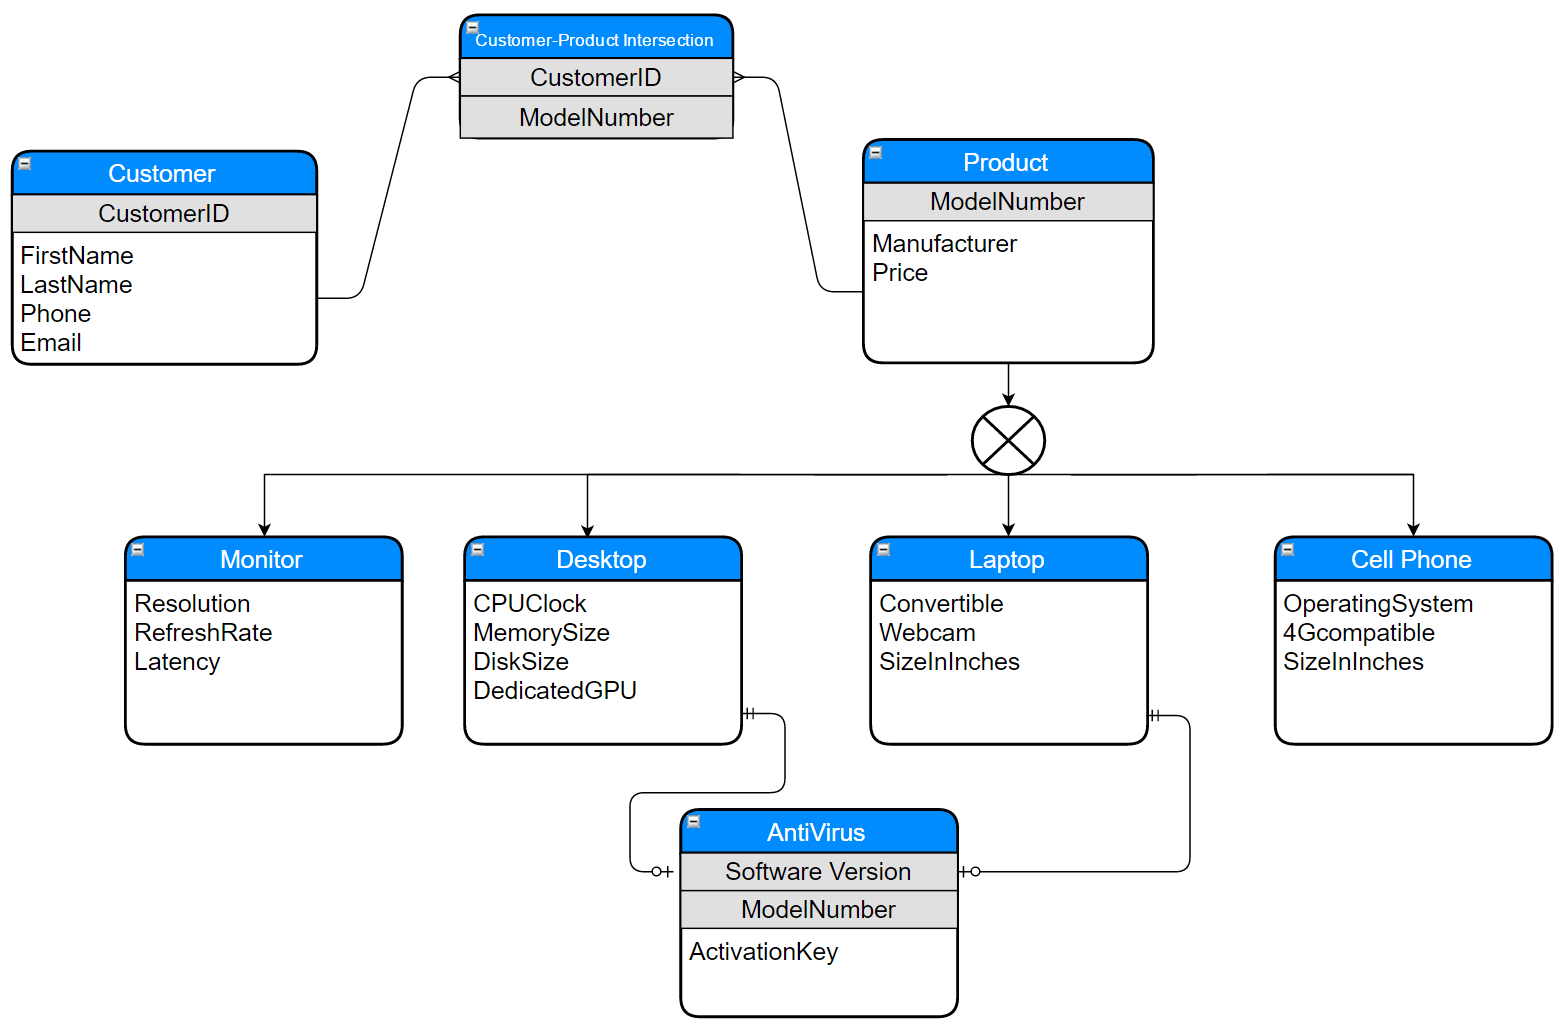 Customer-Product Intersection
CustomerID
ModelNumber
Customer
CustomerID
FirstName
LastName
Phone
Email
Product
ModelNumber
Manufacturer
Price
Monitor
Resolution
RefreshRate
Latency
Desktop
CPUClock
MemorySize
DiskSize
DedicatedGPU
Laptop
Convertible
Webcam
SizeInInches
Cell Phone
OperatingSystem
4Gcompatible
SizeInInches
AntiVirus
Software Version
ModelNumber
ActivationKey